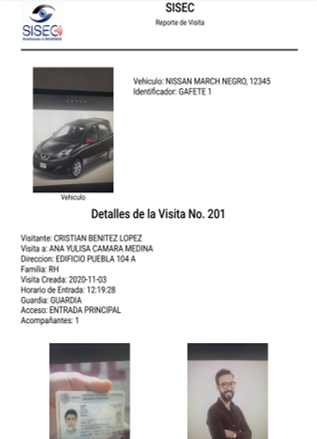 SISEC
Reporte de Visita
SISEC
Vehiculo: NISSAN MARCH NEGRO, 12345
Identificador: GAFETE 1
Vehiculo
Detalles de la Visita No. 201
Visitante: CRISTIAN BENITEZ LOPEZ
Visita a: ANA YULISA CAMARA MEDINA
Direccion: EDIFICIO PUEBLA 104 A
Familia: RH
Visita Creada: 2020-11-03
Horario de Entrada: 12:19:28
Guardia: GUARDIA
Acceso: ENTRADA PRINCIPAL
Acompañantes: 1